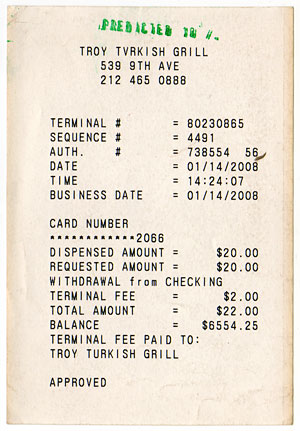 PREDICTED TO
TROY TVRKISH GRILL
539 9TH AVE
212 465 0888
TERMINAL # = 80230865
SEQUENCE # = 4491
AUTH. # = 738554 56
DATE = 01/14/2008
TIME = 14:24:07
BUSINESS DATE = 01/14/2008
CARD NUMBER
************2066
DISPENSED AMOUNT = $20.00
REQUESTED AMOUNT = $20.00
WITHDRAWAL from CHECKING
TERMINAL FEE = $2.00
TOTAL AMOUNT = $22.00
BALANCE = $6554.25
TERMINAL FEE PAID TO:
TROY TURKISH GRILL
APPROVED